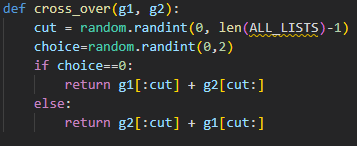 def cross_over(g1, g2):
    cut = random.randint(0, len(ALL_LISTS)-1)
    choice=random.randint(0,2)
    if choice==0:
        return g1[:cut] + g2[cut:]
    else:
        return g2[:cut] + g1[cut:]